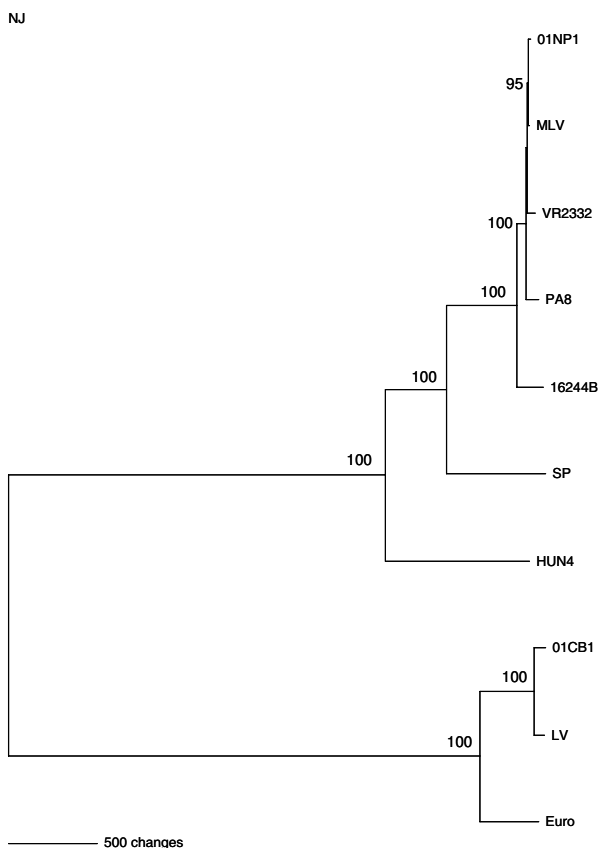 NJ
01NP1
95
MLV
VR2332
100
100
PA8
100
16244B
100
SP
HUN4
01CB1
100
LV
100
Euro
500 changes